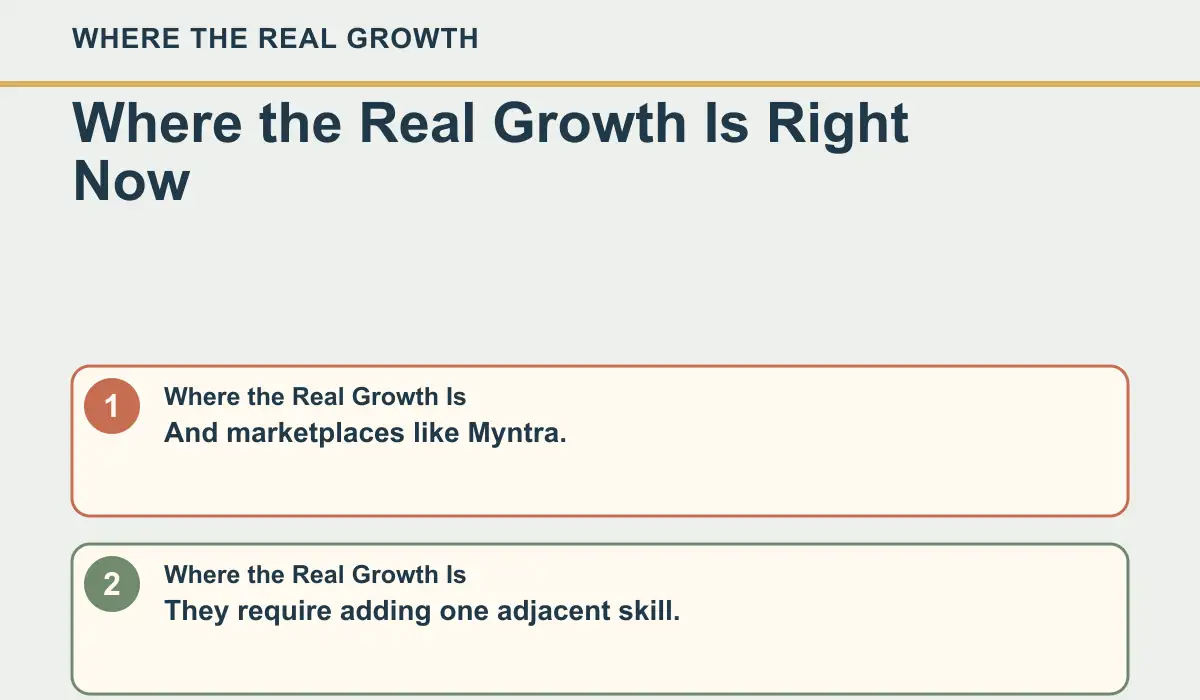 WHERE THE REAL GROWTH
Where the Real Growth Is Right
Now
1
Where the Real Growth Is
And marketplaces like Myntra.
2
Where the Real Growth Is
They require adding one adjacent skill.